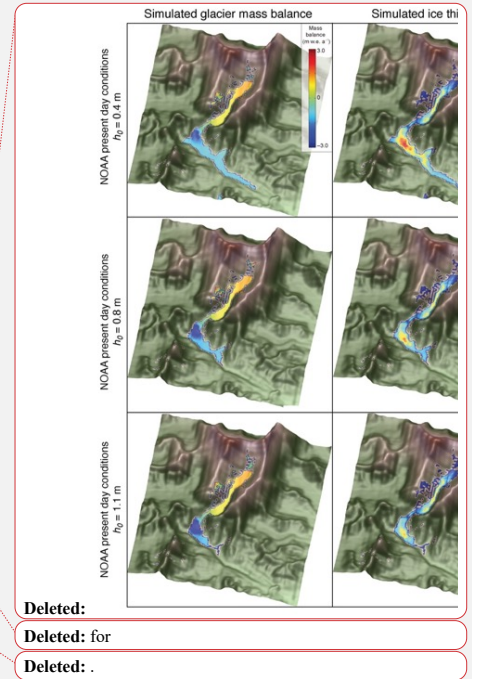 Simulated glacier mass balance
Simulated ice thi
Mass
balance
(m w.e. a⁻¹)
3.0
0
−3.0
NOAA present day conditions
h₀ = 0.4 m
NOAA present day conditions
h₀ = 0.8 m
NOAA present day conditions
h₀ = 1.1 m
Deleted:
Deleted: for
Deleted: .